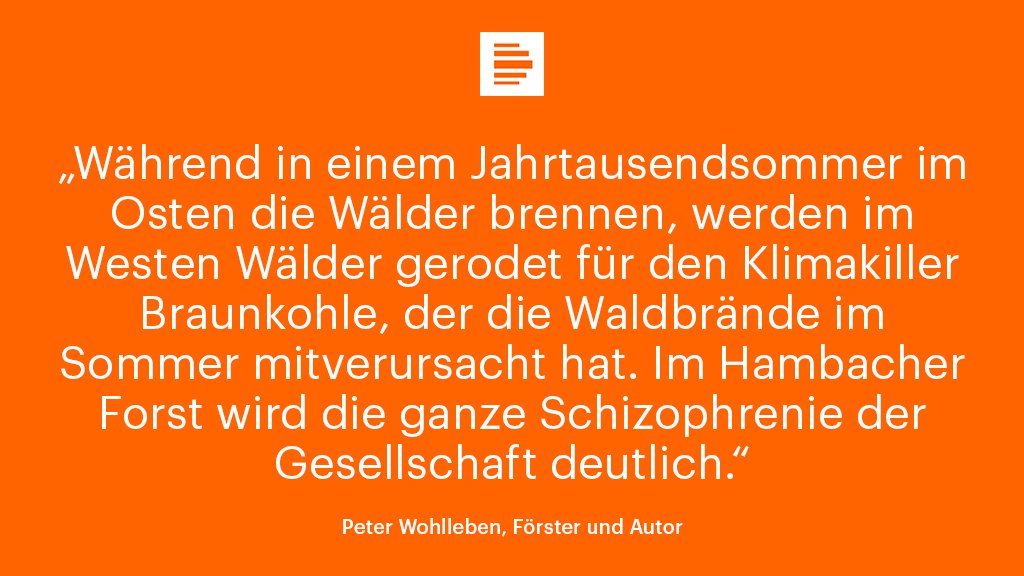 „Während in einem Jahrtausendsommer im
Osten die Wälder brennen, werden im
Westen Wälder gerodet für den Klimakiller
Braunkohle, der die Waldbrände im
Sommer mitverursacht hat. Im Hambacher
Forst wird die ganze Schizophrenie der
Gesellschaft deutlich.“
Peter Wohlleben, Förster und Autor